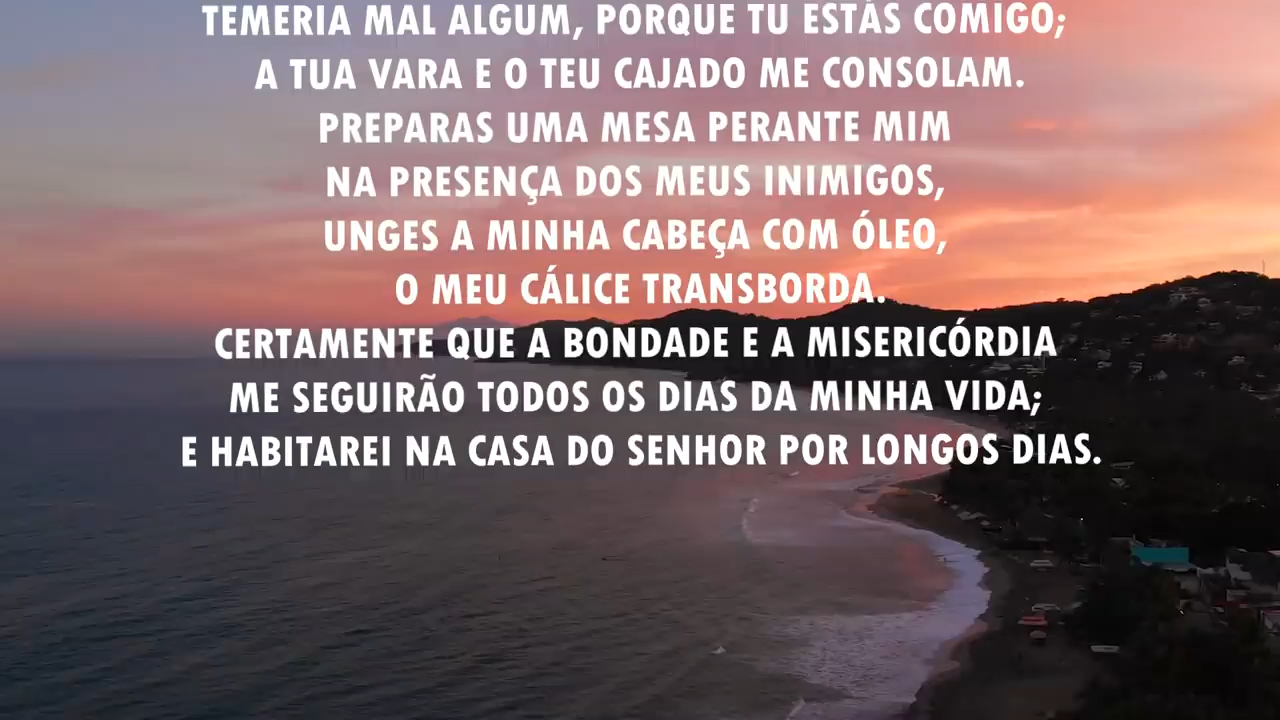 TEMERIA MAL ALGUM, PORQUE TU ESTÁS COMIGO;
A TUA VARA E O TEU CAJADO ME CONSOLAM.
PREPARAS UMA MESA PERANTE MIM
NA PRESENÇA DOS MEUS INIMIGOS,
UNGES A MINHA CABEÇA COM ÓLEO,
O MEU CÁLICE TRANSBORDA.
CERTAMENTE QUE A BONDADE E A MISERICÓRDIA
ME SEGUIRÃO TODOS OS DIAS DA MINHA VIDA;
E HABITAREI NA CASA DO SENHOR POR LONGOS DIAS.